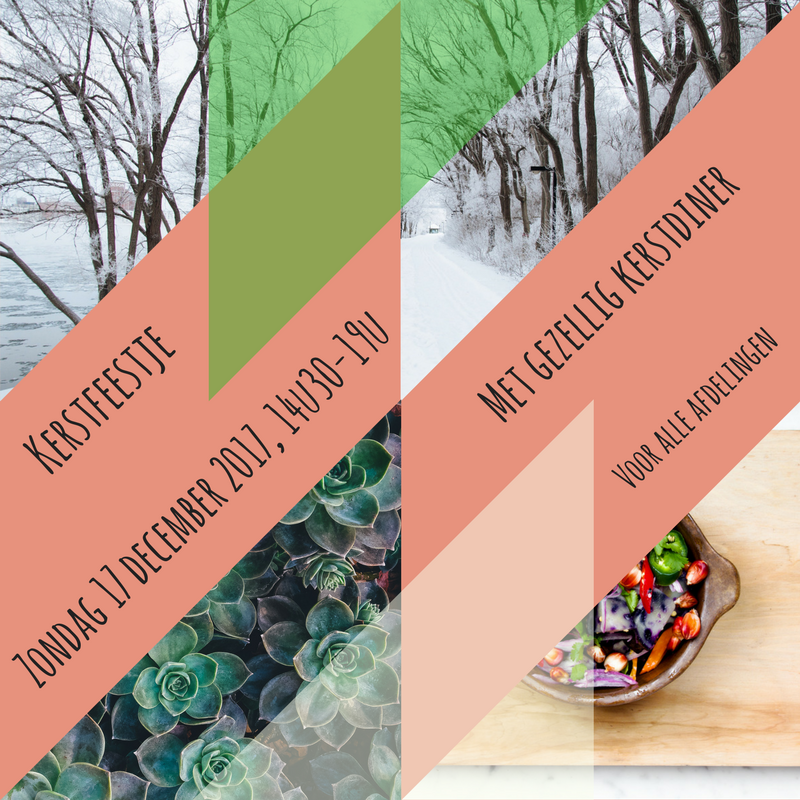 Kerstfeestje
Zondag 17 december 2017, 14u30-19u
Met gezellig kerstdiner
Voor alle afdelingen